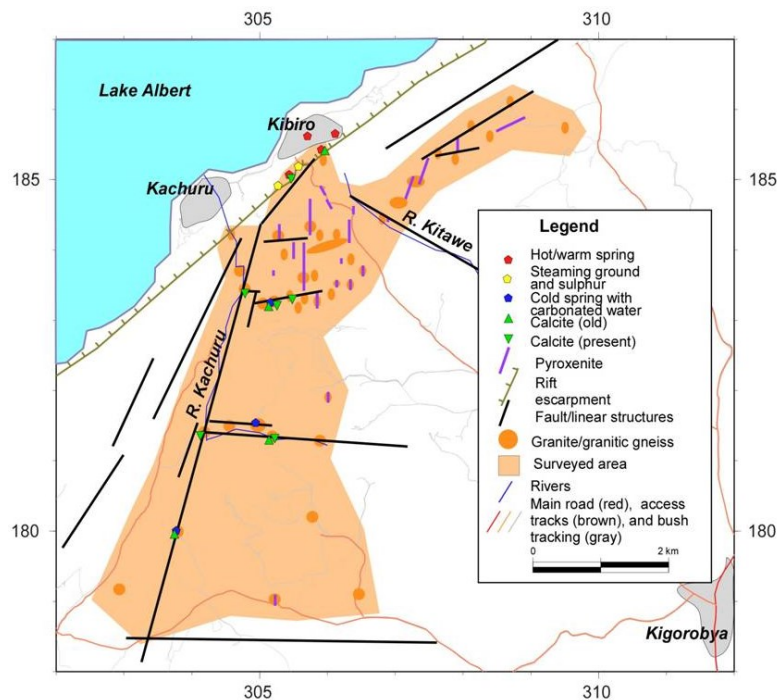 305
310
Lake Albert
Kibiro
185
185
Kachuru
R. Kitawe
Legend
Hot/warm spring
Steaming ground
and sulphur
Cold spring with
carbonated water
Calcite (old)
Calcite (present)
Pyroxenite
Rift
escarpment
Fault/linear structures
Granite/granitic gneiss
Surveyed area
Rivers
Main road (red), access
tracks (brown), and bush
tracking (gray)
0
2 km
R. Kachuru
180
180
Kigorobya
305
310